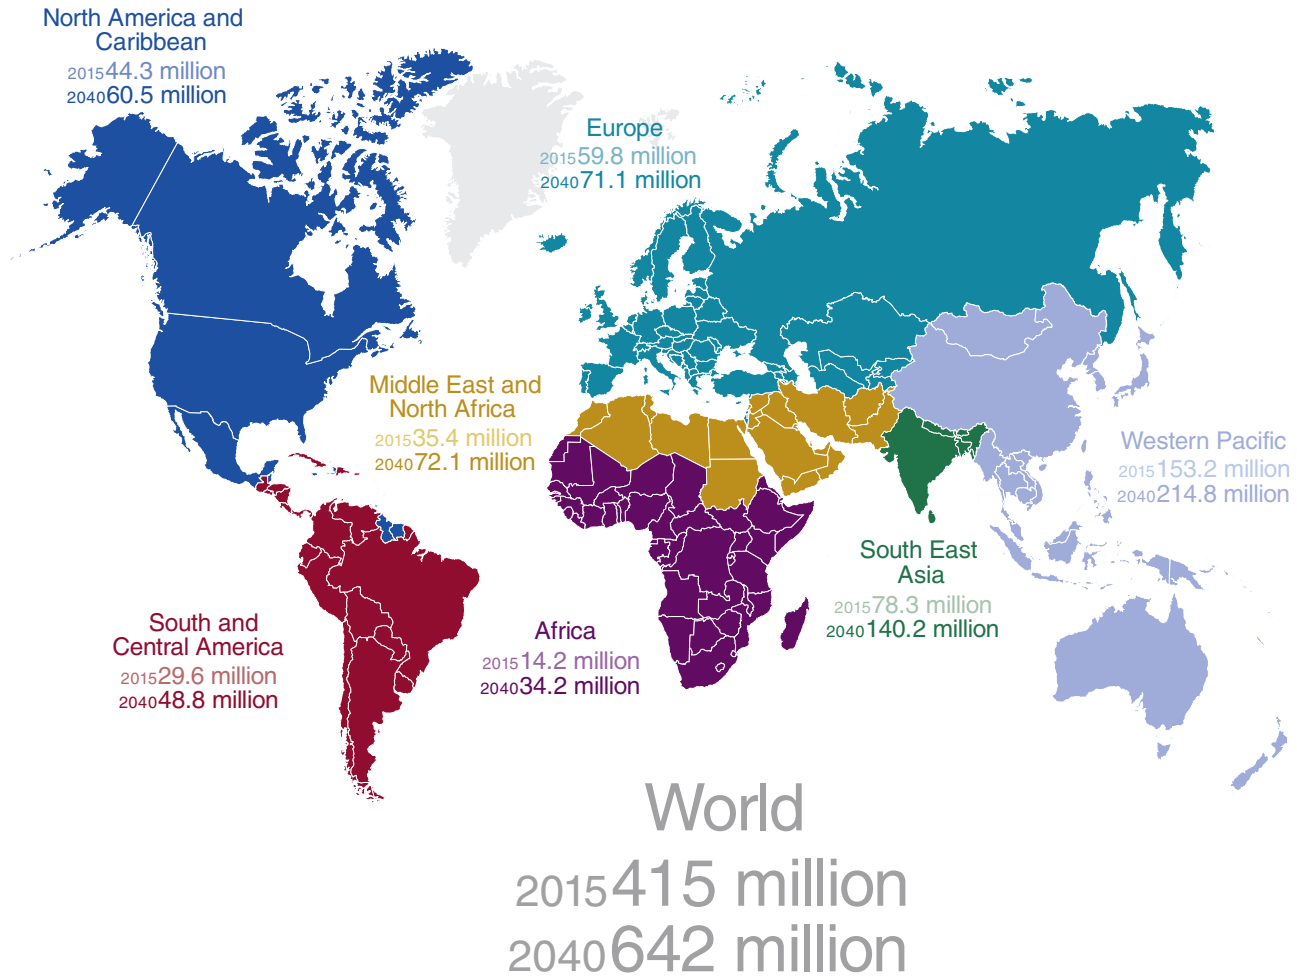 North America and
Caribbean
2015 44.3 million
2040 60.5 million
Europe
2015 59.8 million
2040 71.1 million
Middle East and
North Africa
2015 35.4 million
2040 72.1 million
Western Pacific
2015 153.2 million
2040 214.8 million
South East
Asia
2015 78.3 million
2040 140.2 million
South and
Central America
2015 29.6 million
2040 48.8 million
Africa
2015 14.2 million
2040 34.2 million
World
2015 415 million
2040 642 million